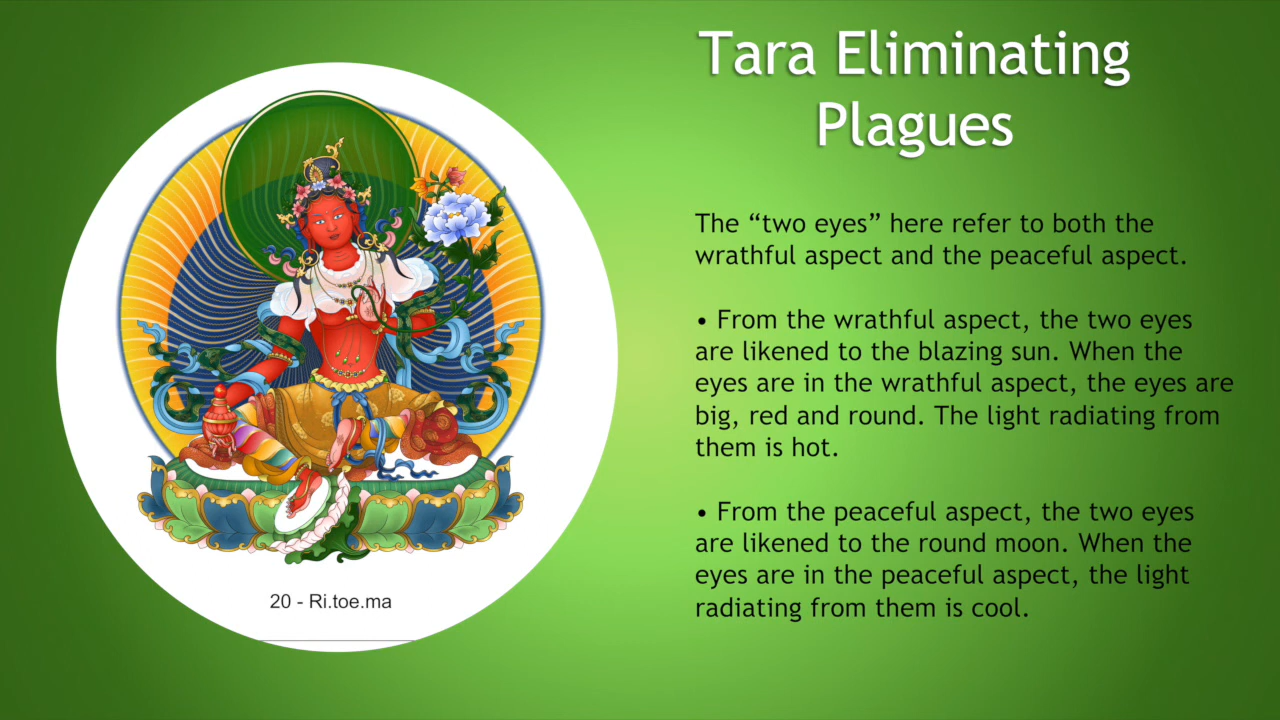 Tara Eliminating
Plagues
The “two eyes” here refer to both the
wrathful aspect and the peaceful aspect.
• From the wrathful aspect, the two eyes
are likened to the blazing sun. When the
eyes are in the wrathful aspect, the eyes are
big, red and round. The light radiating from
them is hot.
• From the peaceful aspect, the two eyes
are likened to the round moon. When the
eyes are in the peaceful aspect, the light
radiating from them is cool.
20 - Ri.toe.ma